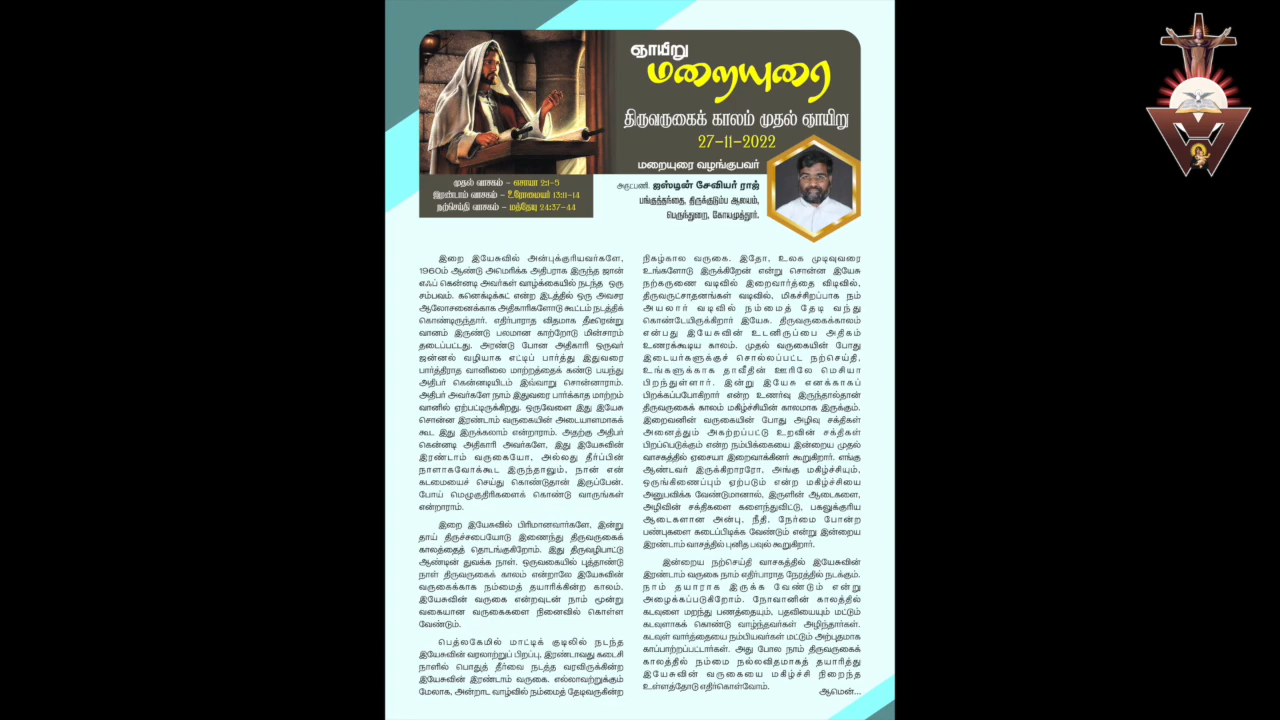 ஞாயிறு
மறையுரை
திருவருகைக் காலம் முதல் ஞாயிறு
27-11-2022
மறையுரை வழங்குபவர்
அருட்பணி. ஜஸ்டின் சேவியர் ராஜ்
பங்குத்தந்தை, திருக்குடும்ப ஆலயம்,
பெருந்துறை, கோயமுத்தூர்.
முதல் வாசகம் - எசாயா 2:1-5
இரண்டாம் வாசகம் - உரோமையர் 13:11-14
நற்செய்தி வாசகம் - மத்தேயு 24:37-44
இறை இயேசுவில் அன்புக்குரியவர்களே,
1960ம் ஆண்டு அமெரிக்க அதிபராக இருந்த ஜான்
எஃப் கென்னடி அவர்கள் வாழ்க்கையில் நடந்த ஒரு
சம்பவம். கனெக்டிக்கட் என்ற இடத்தில் ஒரு அவசர
ஆலோசனைக்காக அதிகாரிகளோடு கூட்டம் நடத்திக்
கொண்டிருந்தார். எதிர்பாராத விதமாக தீடீரென்று
வானம் இருண்டு பலமான காற்றோடு மின்சாரம்
தடைப்பட்டது. அரண்டு போன அதிகாரி ஒருவர்
ஜன்னல் வழியாக எட்டிப் பார்த்து இதுவரை
பார்த்திராத வானிலை மாற்றத்தைக் கண்டு பயந்து
அதிபர் கென்னடியிடம் இவ்வாறு சொன்னாராம்.
அதிபர் அவர்களே நாம் இதுவரை பார்க்காத மாற்றம்
வானில் ஏற்பட்டிருக்கிறது. ஒருவேளை இது இயேசு
சொன்ன இரண்டாம் வருகையின் அடையாளமாகக்
கூட இது இருக்கலாம் என்றாராம். அதற்கு அதிபர்
கென்னடி அதிகாரி அவர்களே, இது இயேசுவின்
இரண்டாம் வருகையோ, அல்லது தீர்ப்பின்
நாளாகவோக்கூட இருந்தாலும், நான் என்
கடமையைச் செய்து கொண்டுதான் இருப்பேன்.
போய் மெழுகுதிரிகளைக் கொண்டு வாருங்கள்
என்றாராம்.
இறை இயேசுவில் பிரிமானவார்களே, இன்று
தாய் திருச்சபையோடு இணைந்து திருவருகைக்
காலத்தைத் தொடங்குகிறோம். இது திருவழிபாட்டு
ஆண்டின் துவக்க நாள். ஒருவகையில் புத்தாண்டு
நாள் திருவருகைக் காலம் என்றாலே இயேசுவின்
வருகைக்காக நம்மைத் தயாரிக்கின்ற காலம்.
இயேசுவின் வருகை என்றவுடன் நாம் மூன்று
வகையான வருகைகளை நினைவில் கொள்ள
வேண்டும்.
பெத்லகேமில் மாட்டிக் குடிலில் நடந்த
இயேசுவின் வரலாற்றுப் பிறப்பு, இரண்டாவது கடைசி
நாளில் பொதுத் தீர்வை நடத்த வரவிருக்கின்ற
இயேசுவின் இரண்டாம் வருகை. எல்லாவற்றுக்கும்
மேலாக, அன்றாட வாழ்வில் நம்மைத் தேடிவருகின்ற
நிகழ்கால வருகை. இதோ, உலக முடிவுவரை
உங்களோடு இருக்கிறேன் என்று சொன்ன இயேசு
நற்கருணை வடிவில் இறைவார்த்தை விடிவில்,
திருவருட்சாதனங்கள் வடிவில், மிகச்சிறப்பாக நம்
அயலார் வடிவில் நம்மைத் தேடி வந்து
கொண்டேயிருக்கிறார் இயேசு. திருவருகைக்காலம்
என்பது இயேசுவின் உடனிருப்பை அதிகம்
உணரக்கூடிய காலம். முதல் வருகையின் போது
இடையர்களுக்குச் சொல்லப்பட்ட நற்செய்தி,
உங்களுக்காக தாவீதின் ஊரிலே மெசியா
பிறந்துள்ளார். இன்று இயேசு எனக்காகப்
பிறக்கப்போகிறார் என்ற உணர்வு இருந்தால்தான்
திருவருகைக் காலம் மகிழ்ச்சியின் காலமாக இருக்கும்.
இறைவனின் வருகையின் போது அழிவு சக்திகள்
அனைத்தும் அகற்றப்பட்டு உறவின் சக்திகள்
பிறப்பெடுக்கும் என்ற நம்பிக்கையை இன்றைய முதல்
வாசகத்தில் ஏசையா இறைவாக்கினர் கூறுகிறார். எங்கு
ஆண்டவர் இருக்கிறாரரோ, அங்கு மகிழ்ச்சியும்,
ஒருங்கிணைப்பும் ஏற்படும் என்ற மகிழ்ச்சியை
அனுபவிக்க வேண்டுமானால், இருளின் ஆடைகளை,
அழிவின் சக்திகளை களைந்துவிட்டு, பகலுக்குரிய
ஆடைகளான அன்பு, நீதி, நேர்மை போன்ற
பண்புகளை கடைப்பிடிக்க வேண்டும் என்று இன்றைய
இரண்டாம் வாசத்தில் புனித பவுல் கூறுகிறார்.
இன்றைய நற்செய்தி வாசகத்தில் இயேசுவின்
இரண்டாம் வருகை நாம் எதிர்பாராத நேரத்தில் நடக்கும்.
நாம் தயாராக இருக்க வேண்டும் என்று
அழைக்கப்படுகிறோம். நோவானின் காலத்தில்
கடவுளை மறந்து பணத்தையும், பதவியையும் மட்டும்
கடவுளாகக் கொண்டு வாழ்ந்தவர்கள் அழிந்தார்கள்.
கடவுள் வார்த்தையை நம்பியவர்கள் மட்டும் அற்புதமாக
காப்பாற்றப்பட்டார்கள். அது போல நாம் திருவருகைக்
காலத்தில் நம்மை நல்லவிதமாகத் தயாரித்து
இயேசுவின் வருகையை மகிழ்ச்சி நிறைந்த
உள்ளத்தோடு எதிர்கொள்வோம்.
ஆமென்...